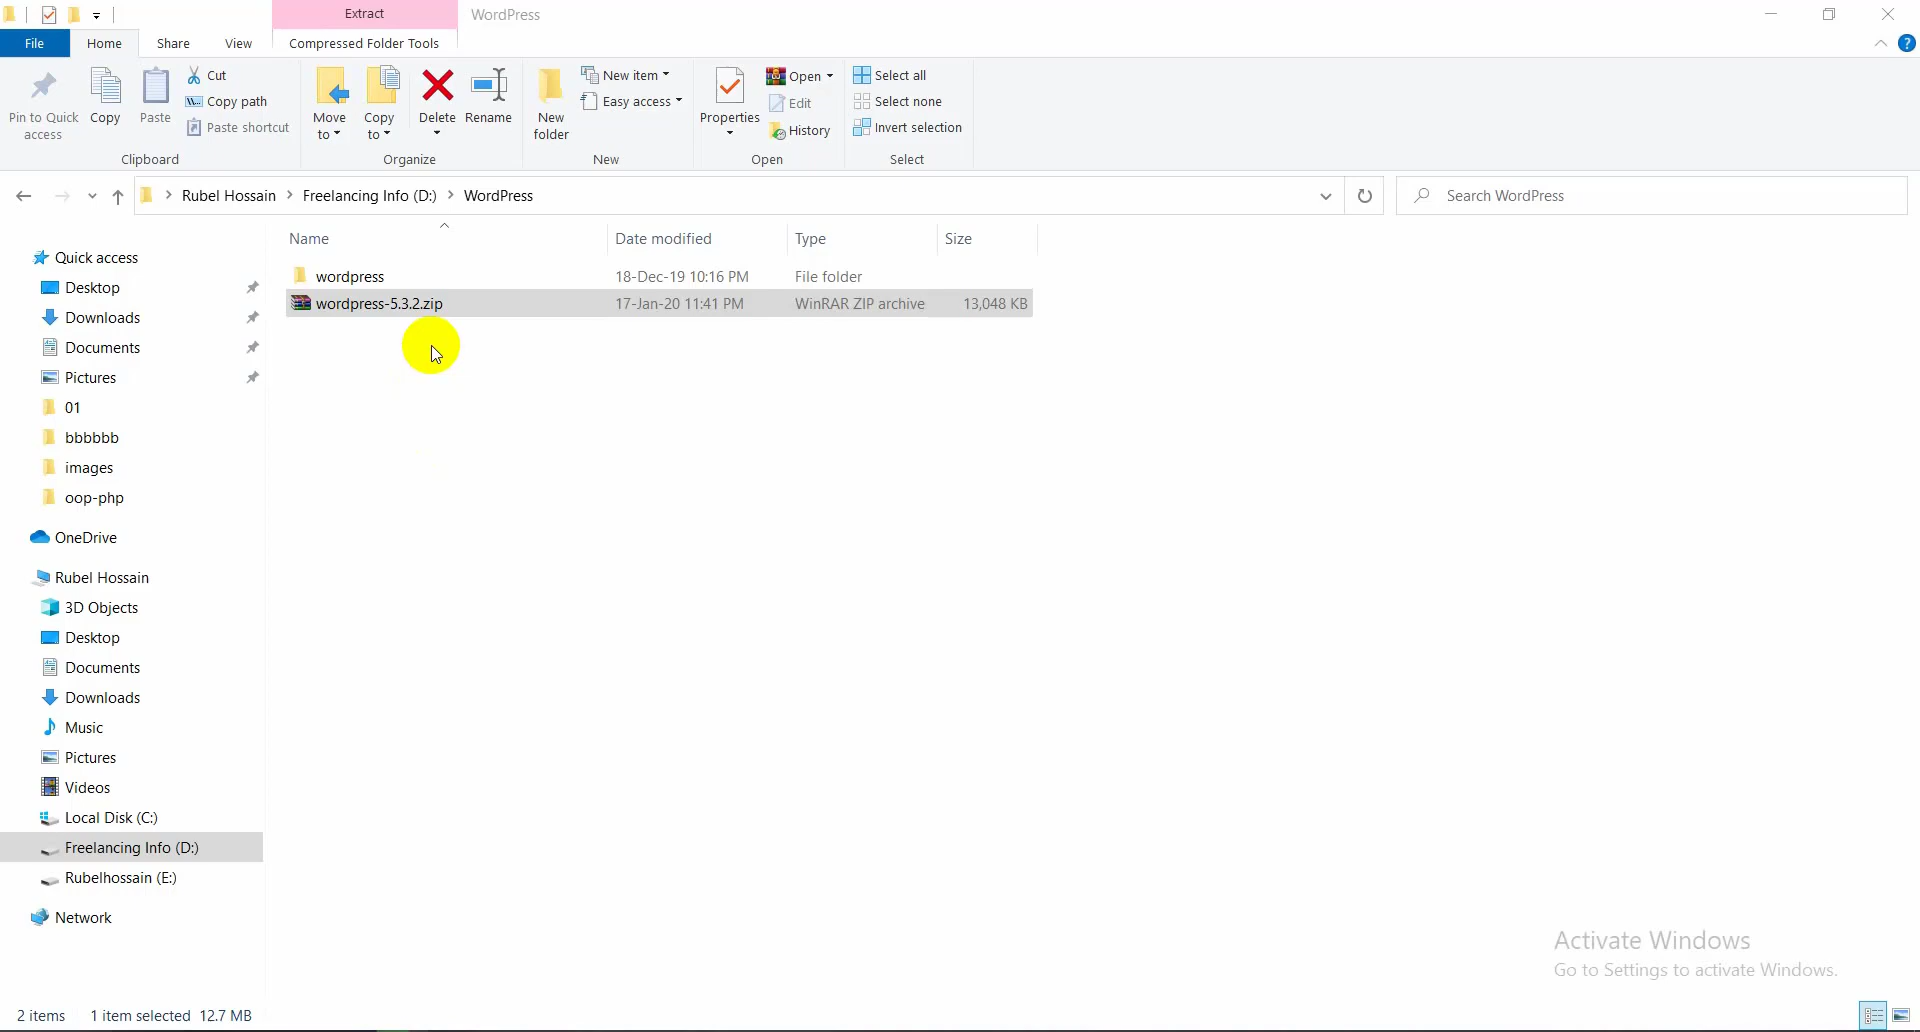 Extract
WordPress
File
Home
Share
View
Compressed Folder Tools
Pin to Quick access
Copy
Paste
Cut
Copy path
Paste shortcut
Clipboard
Move to
Copy to
Delete
Rename
Organize
New folder
New item
Easy access
New
Properties
Open
Edit
History
Open
Select all
Select none
Invert selection
Select
Rubel Hossain > Freelancing Info (D:) > WordPress
Search WordPress
Name
Date modified
Type
Size
wordpress 18-Dec-19 10:16 PM File folder
wordpress-5.3.2.zip 17-Jan-20 11:41 PM WinRAR ZIP archive 13,048 KB
Quick access
Desktop
Downloads
Documents
Pictures
01
bbbbbb
images
oop-php
OneDrive
Rubel Hossain
3D Objects
Desktop
Documents
Downloads
Music
Pictures
Videos
Local Disk (C:)
Freelancing Info (D:)
Rubelhossain (E:)
Network
Activate Windows
Go to Settings to activate Windows.
2 items 1 item selected 12.7 MB